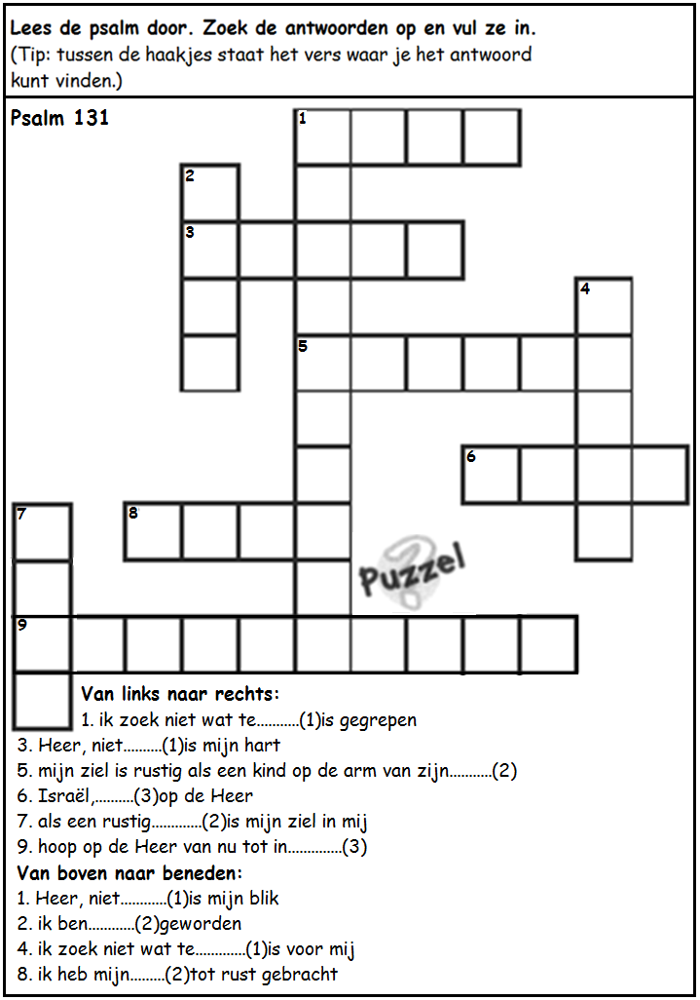 Lees de psalm door. Zoek de antwoorden op en vul ze in.
(Tip: tussen de haakjes staat het vers waar je het antwoord
kunt vinden.)
Psalm 131
1
2
3
4
5
6
7
8
Puzzel
9
Van links naar rechts:
1. ik zoek niet wat te...........(1)is gegrepen
3. Heer, niet..........(1)is mijn hart
5. mijn ziel is rustig als een kind op de arm van zijn...........(2)
6. Israël,..........(3)op de Heer
7. als een rustig.............(2)is mijn ziel in mij
9. hoop op de Heer van nu tot in..............(3)
Van boven naar beneden:
1. Heer, niet............(1)is mijn blik
2. ik ben............(2)geworden
4. ik zoek niet wat te.............(1)is voor mij
8. ik heb mijn.........(2)tot rust gebracht